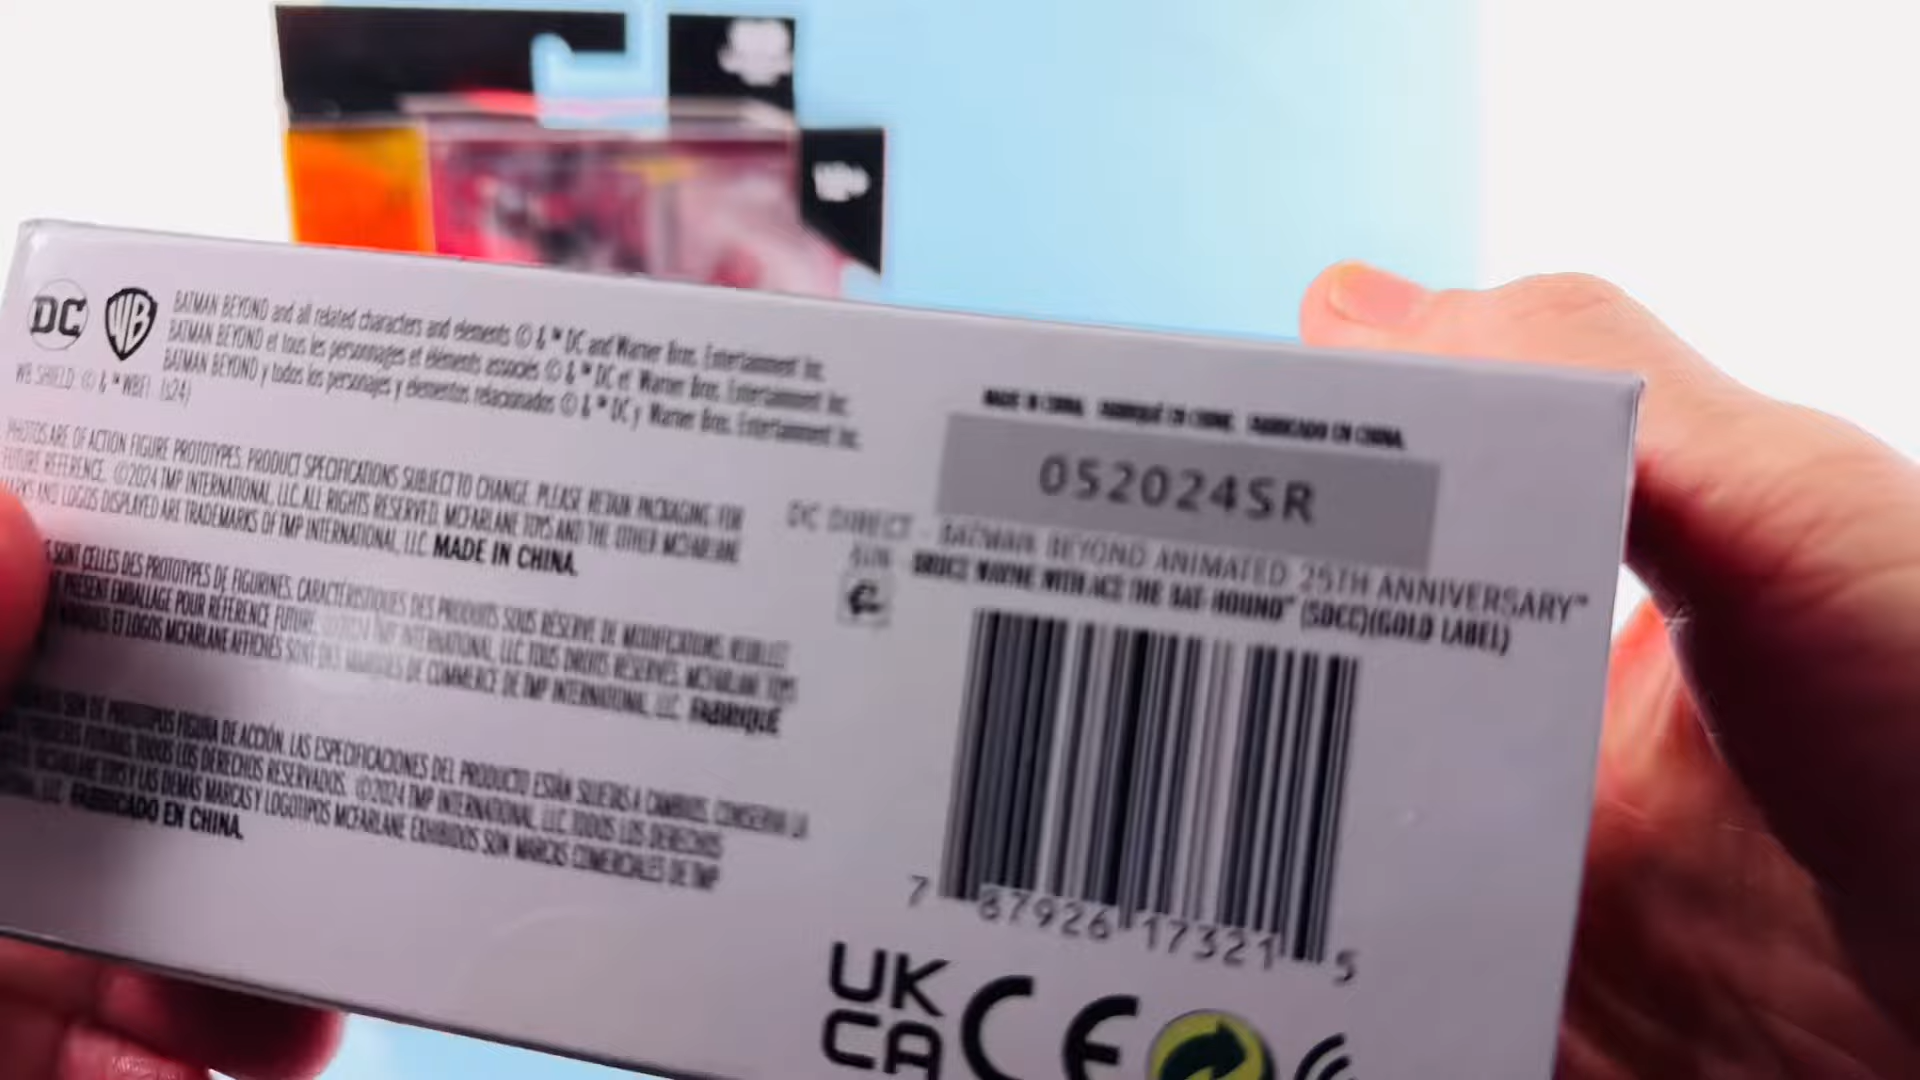 DC WB
BATMAN BEYOND and all related characters and elements © & ™ DC and Warner Bros. Entertainment Inc.
BATMAN BEYOND et tous les personnages et éléments associés © & ™ DC et Warner Bros. Entertainment Inc.
BATMAN BEYOND y todos los personajes y elementos relacionados © & ™ DC y Warner Bros. Entertainment Inc.
WB SHIELD: © & ™ WBEI. (s24)
PHOTOS ARE OF ACTION FIGURE PROTOTYPES. PRODUCT SPECIFICATIONS SUBJECT TO CHANGE. PLEASE RETAIN PACKAGING FOR
FUTURE REFERENCE. ©2024 TMP INTERNATIONAL, LLC. ALL RIGHTS RESERVED. MCFARLANE TOYS AND THE OTHER MCFARLANE
MARKS AND LOGOS DISPLAYED ARE TRADEMARKS OF TMP INTERNATIONAL, LLC. MADE IN CHINA.
SONT CELLES DES PROTOTYPES DE FIGURINES. CARACTÉRISTIQUES DES PRODUITS SOUS RÉSERVE DE MODIFICATIONS. VEUILLEZ
PRÉSENT EMBALLAGE POUR RÉFÉRENCE FUTURE. TMP INTERNATIONAL, LLC. TOUS DROITS RÉSERVÉS. MCFARLANE TOYS
ET LOGOS MCFARLANE AFFICHÉS SONT DES MARQUES DE COMMERCE DE TMP INTERNATIONAL, LLC. FABRIQUÉ
SON DE PROTOTIPOS FIGURA DE ACCIÓN. LAS ESPECIFICACIONES DEL PRODUCTO ESTÁN SUJETAS A CAMBIOS. CONSERVA LA
TODOS LOS DERECHOS RESERVADOS. ©2024 TMP INTERNATIONAL, LLC. TODOS LOS DERECHOS
MCFARLANE TOYS Y LAS DEMÁS MARCAS Y LOGOTIPOS MCFARLANE EXHIBIDOS SON MARCAS COMERCIALES DE TMP
LLC. FABRICADO EN CHINA.
MADE IN CHINA. FABRIQUÉ EN CHINE. FABRICADO EN CHINA.
052024SR
DC DIRECT - BATMAN BEYOND ANIMATED 25TH ANNIVERSARY™
BRUCE WAYNE WITH ACE THE BAT-HOUND™ (SDCC)(GOLD LABEL)
7 87926 17321 5
UK
CA CE